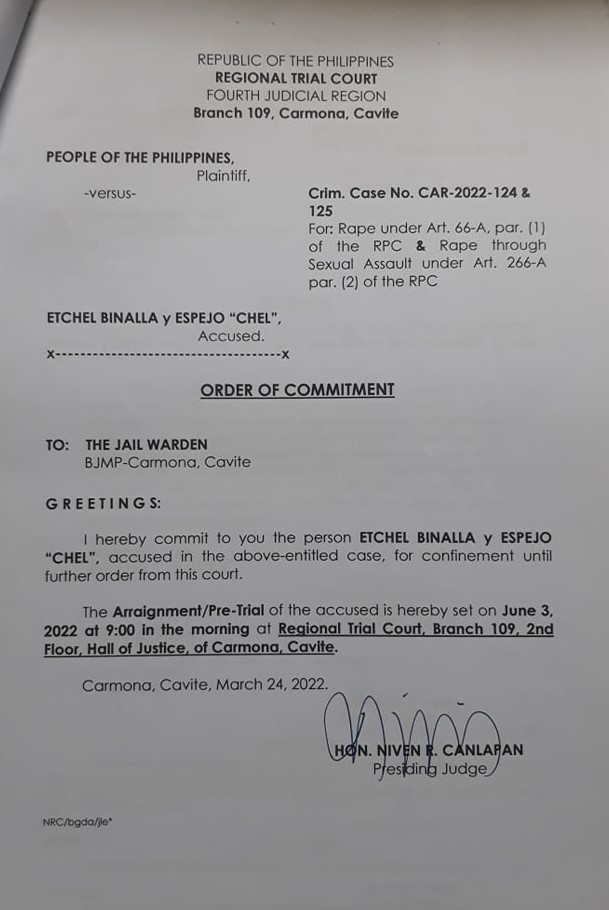 REPUBLIC OF THE PHILIPPINES
REGIONAL TRIAL COURT
FOURTH JUDICIAL REGION
Branch 109, Carmona, Cavite
PEOPLE OF THE PHILIPPINES,
Plaintiff,
-versus-
Crim. Case No. CAR-2022-124 &
125
For: Rape under Art. 66-A, par. (1)
of the RPC & Rape through
Sexual Assault under Art. 266-A
par. (2) of the RPC
ETCHEL BINALLA y ESPEJO “CHEL”,
Accused.
x-------------------------------------x
ORDER OF COMMITMENT
TO: THE JAIL WARDEN
BJMP-Carmona, Cavite
G R E E T I N G S:
I hereby commit to you the person ETCHEL BINALLA y ESPEJO
“CHEL”, accused in the above-entitled case, for confinement until
further order from this court.
The Arraignment/Pre-Trial of the accused is hereby set on June 3,
2022 at 9:00 in the morning at Regional Trial Court, Branch 109, 2nd
Floor, Hall of Justice, of Carmona, Cavite.
Carmona, Cavite, March 24, 2022.
HON. NIVEN R. CANLAPAN
Presiding Judge
NRC/bgda/jle*